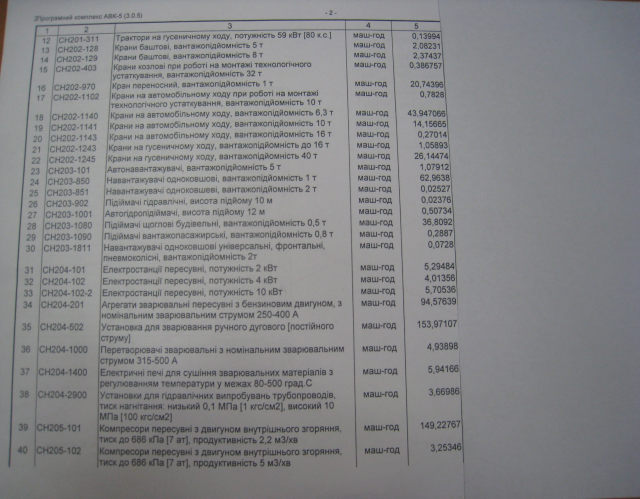 |Програмний комплекс АВК-5 (3.0.5) - 2 -
1 2 3 4 5
12 СН201-311 Трактори на гусеничному ходу, потужність 59 кВт [80 к.с.] маш-год 0,13994
13 СН202-128 Крани баштові, вантажопідйомність 5 т маш-год 2,08231
14 СН202-129 Крани баштові, вантажопідйомність 8 т маш-год 2,37437
15 СН202-403 Крани козлові при роботі на монтажі технологічного маш-год 0,386757
устаткування, вантажопідйомність 32 т
16 СН202-970 Кран переносний, вантажопідйомність 1 т маш-год 20,74396
17 СН202-1102 Крани на автомобільному ходу при роботі на монтажі маш-год 0,7828
технологічного устаткування, вантажопідйомність 10 т
18 СН202-1140 Крани на автомобільному ходу, вантажопідйомність 6,3 т маш-год 43,947066
19 СН202-1141 Крани на автомобільному ходу, вантажопідйомність 10 т маш-год 14,15665
20 СН202-1143 Крани на автомобільному ходу, вантажопідйомність 16 т маш-год 0,27014
21 СН202-1243 Крани на гусеничному ходу, вантажопідйомність до 16 т маш-год 1,05893
22 СН202-1245 Крани на гусеничному ходу, вантажопідйомність 40 т маш-год 26,14474
23 СН203-101 Автонавантажувачі, вантажопідйомність 5 т маш-год 1,07912
24 СН203-850 Навантажувачі одноковшові, вантажопідйомність 1 т маш-год 62,9638
25 СН203-851 Навантажувачі одноковшеві, вантажопідйомність 2 т маш-год 0,02527
26 СН203-902 Підіймачі гідравлічні, висота підйому 10 м маш-год 0,02376
27 СН203-1001 Автогідропідіймачі, висота підйому 12 м маш-год 0,50734
28 СН203-1080 Підіймачі щоглові будівельні, вантажопідйомність 0,5 т маш-год 36,8092
29 СН203-1090 Підіймачі вантажопасажирські, вантажопідйомність 0,8 т маш-год 0,2887
30 СН203-1811 Навантажувачі одноковшові універсальні, фронтальні, маш-год 0,0728
пневмоколісні, вантажопідйомність 2т
31 СН204-101 Електростанції пересувні, потужність 2 кВт маш-год 5,29484
32 СН204-102 Електростанції пересувні, потужність 4 кВт маш-год 4,01356
33 СН204-102-2 Електростанції пересувні, потужність 10 кВт маш-год 5,70536
34 СН204-201 Агрегати зварювальні пересувні з бензиновим двигуном, з маш-год 94,57639
номінальним зварювальним струмом 250-400 А
35 СН204-502 Установка для зварювання ручного дугового [постійного маш-год 153,97107
струму]
36 СН204-1000 Перетворювачі зварювальні з номінальним зварювальним маш-год 4,93898
струмом 315-500 А
37 СН204-1400 Електричні печі для сушіння зварювальних матеріалів з маш-год 5,94166
регулюванням температури у межах 80-500 град.С
38 СН204-2900 Установки для гідравлічних випробувань трубопроводів, маш-год 3,66986
тиск нагнітання: низький 0,1 МПа [1 кгс/см2], високий 10
МПа [100 кгс/см2]
39 СН205-101 Компресори пересувні з двигуном внутрішнього згоряння, маш-год 149,22767
тиск до 686 кПа [7 ат], продуктивність 2,2 м3/хв
40 СН205-102 Компресори пересувні з двигуном внутрішнього згоряння, маш-год 3,25346
тиск до 686 кПа [7 ат], продуктивність 5 м3/хв